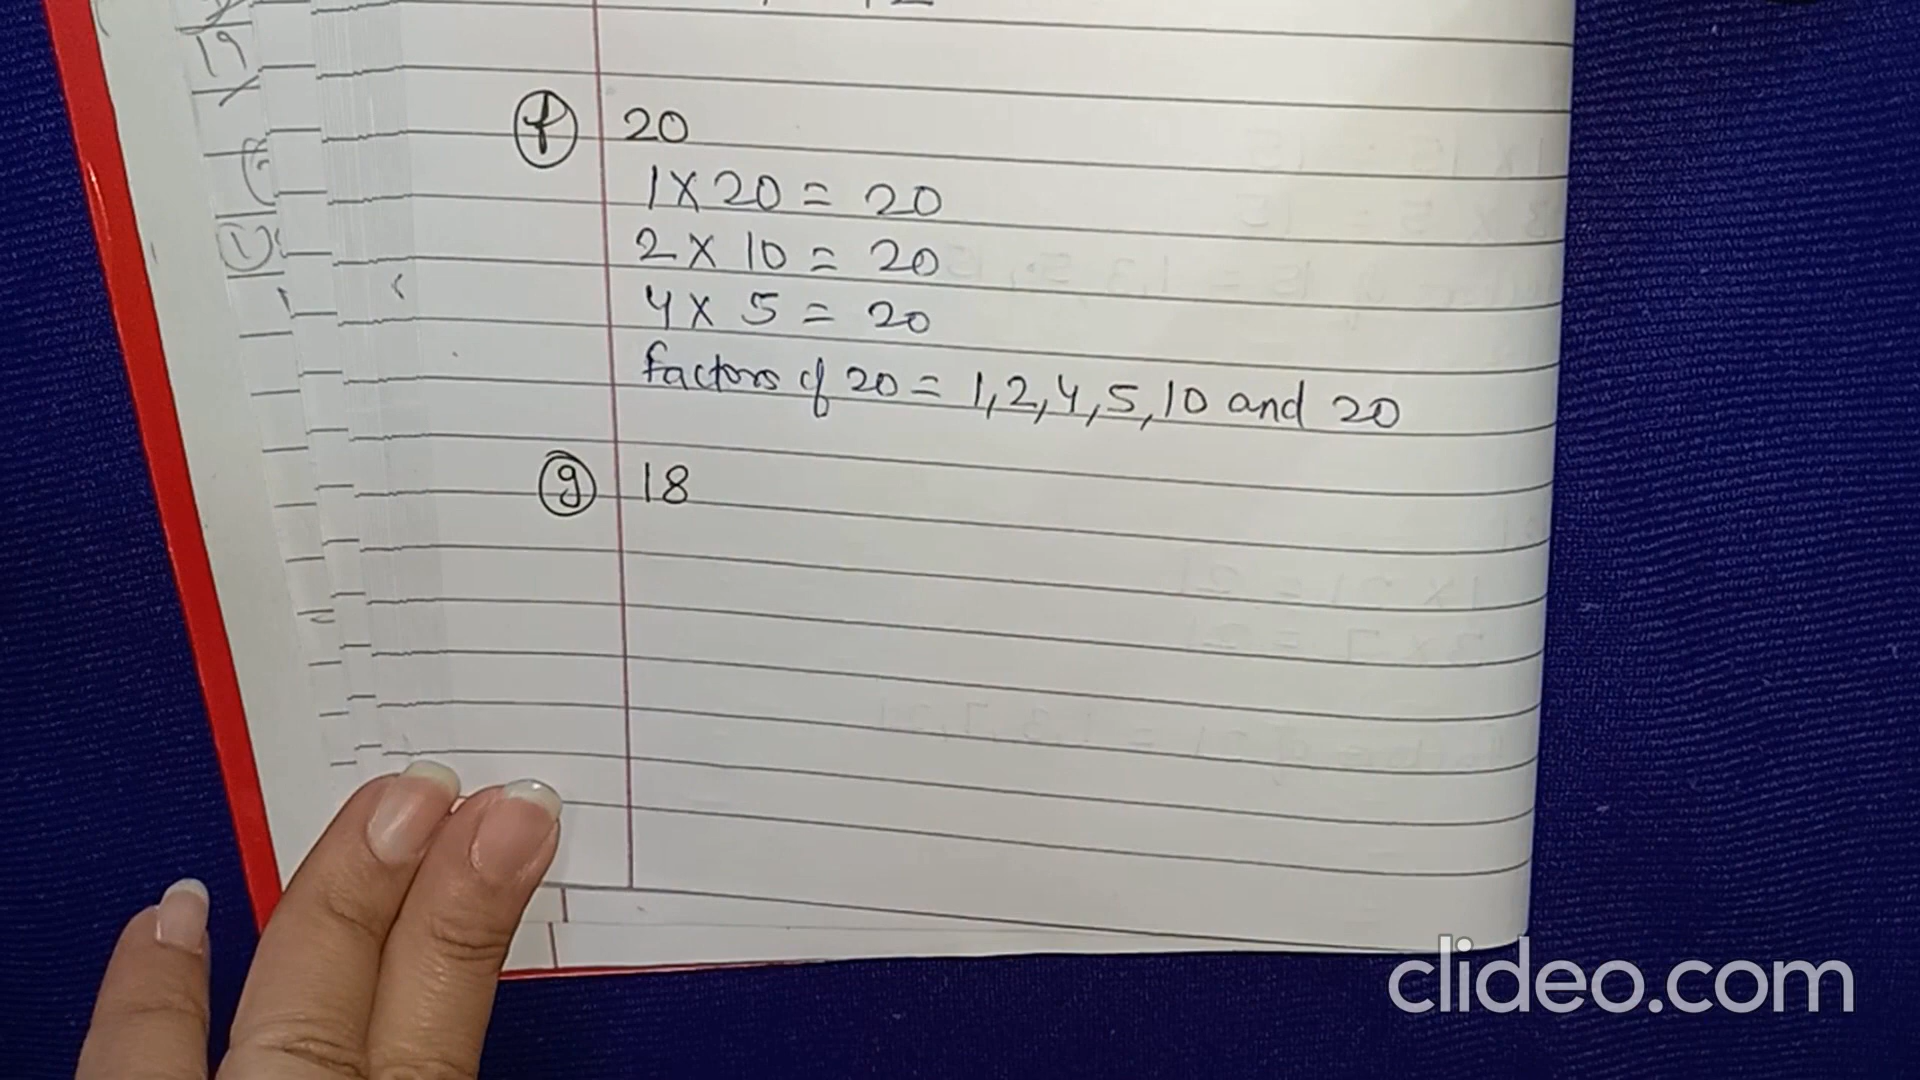 19
f 20
1 × 20 = 20
2 × 10 = 20
4 × 5 = 20
factors of 20 = 1, 2, 4, 5, 10 and 20
g 18
clideo.com